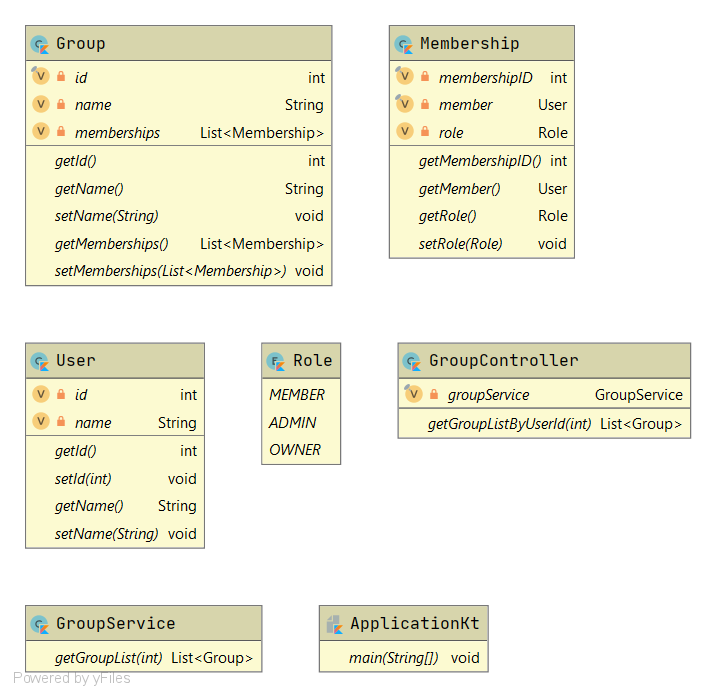 Group
id int
name String
memberships List<Membership>
getId() int
getName() String
setName(String) void
getMemberships() List<Membership>
setMemberships(List<Membership>) void
Membership
membershipID int
member User
role Role
getMembershipID() int
getMember() User
getRole() Role
setRole(Role) void
User
id int
name String
getId() int
setId(int) void
getName() String
setName(String) void
Role
MEMBER
ADMIN
OWNER
GroupController
groupService GroupService
getGroupListByUserId(int) List<Group>
GroupService
getGroupList(int) List<Group>
ApplicationKt
main(String[]) void
Powered by yFiles